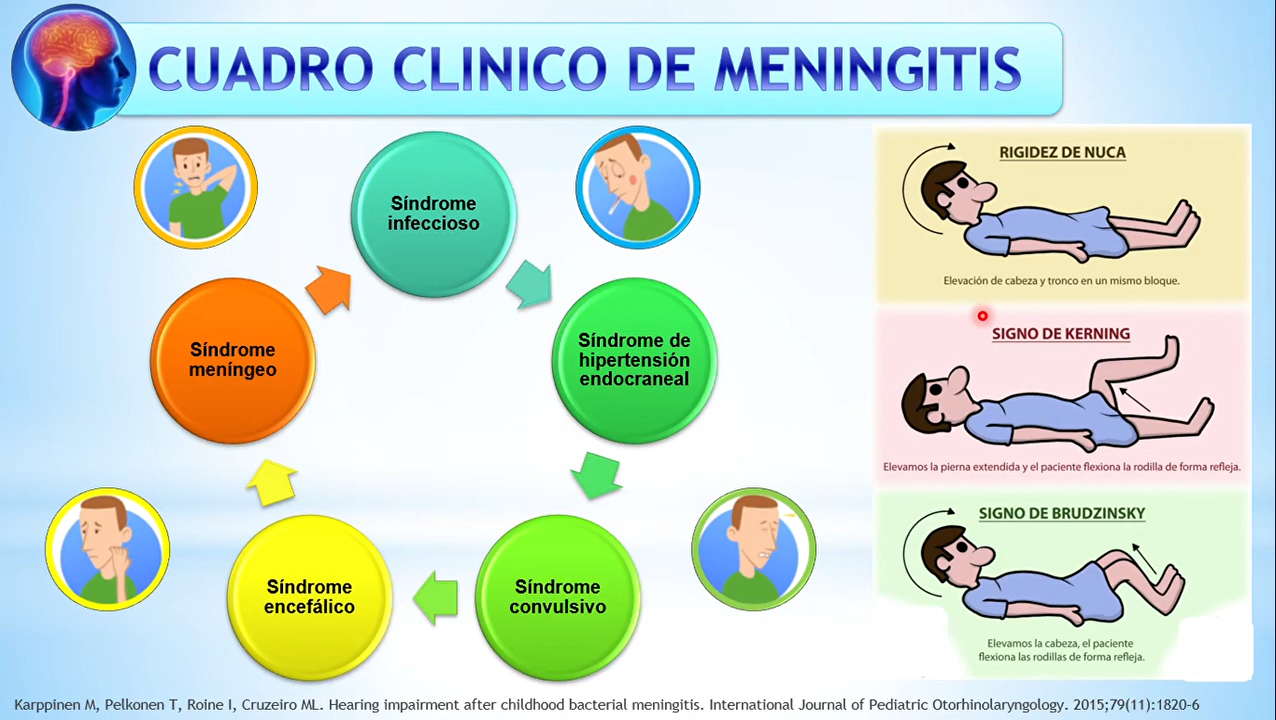 CUADRO CLINICO DE MENINGITIS
Síndrome
infeccioso
Síndrome de
hipertensión
endocraneal
Síndrome
convulsivo
Síndrome
encefálico
Síndrome
meníngeo
RIGIDEZ DE NUCA
Elevación de cabeza y tronco en un mismo bloque.
SIGNO DE KERNING
Elevamos la pierna extendida y el paciente flexiona la rodilla de forma refleja.
SIGNO DE BRUDZINSKY
Elevamos la cabeza, el paciente
flexiona las rodillas de forma refleja.
Karppinen M, Pelkonen T, Roine I, Cruzeiro ML. Hearing impairment after childhood bacterial meningitis. International Journal of Pediatric Otorhinolaryngology. 2015;79(11):1820–6